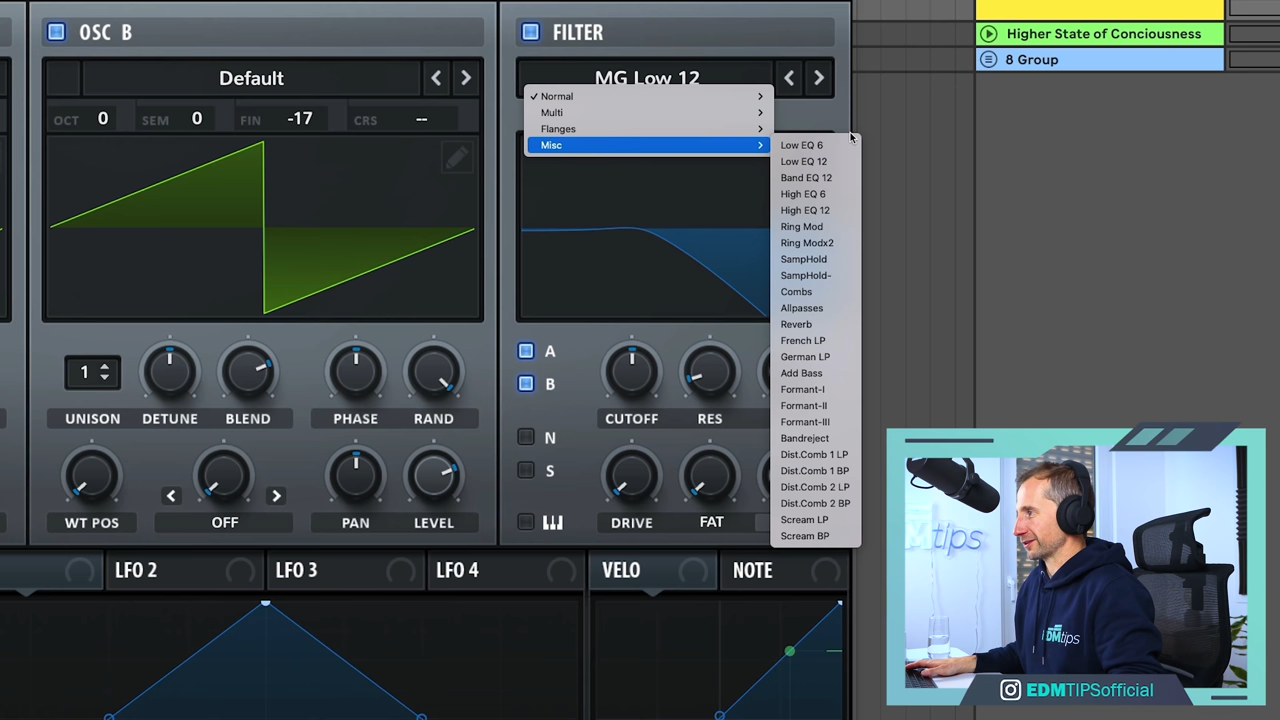 OSC B
Default
OCT 0 SEM 0 FIN -17 CRS --
1
UNISON DETUNE BLEND PHASE RAND
WT POS OFF PAN LEVEL
FILTER
MG Low 12
Normal
Multi
Flanges
Misc
Low EQ 6
Low EQ 12
Band EQ 12
High EQ 6
High EQ 12
Ring Mod
Ring Modx2
SampHold
SampHold-
Combs
Allpasses
Reverb
French LP
German LP
Add Bass
Formant-I
Formant-II
Formant-III
Bandreject
Dist.Comb 1 LP
Dist.Comb 1 BP
Dist.Comb 2 LP
Dist.Comb 2 BP
Scream LP
Scream BP
A
B
N
S
CUTOFF RES
DRIVE FAT
LFO 2 LFO 3 LFO 4 VELO NOTE
Higher State of Conciousness
8 Group
tips
EDMtips
EDMTIPSofficial